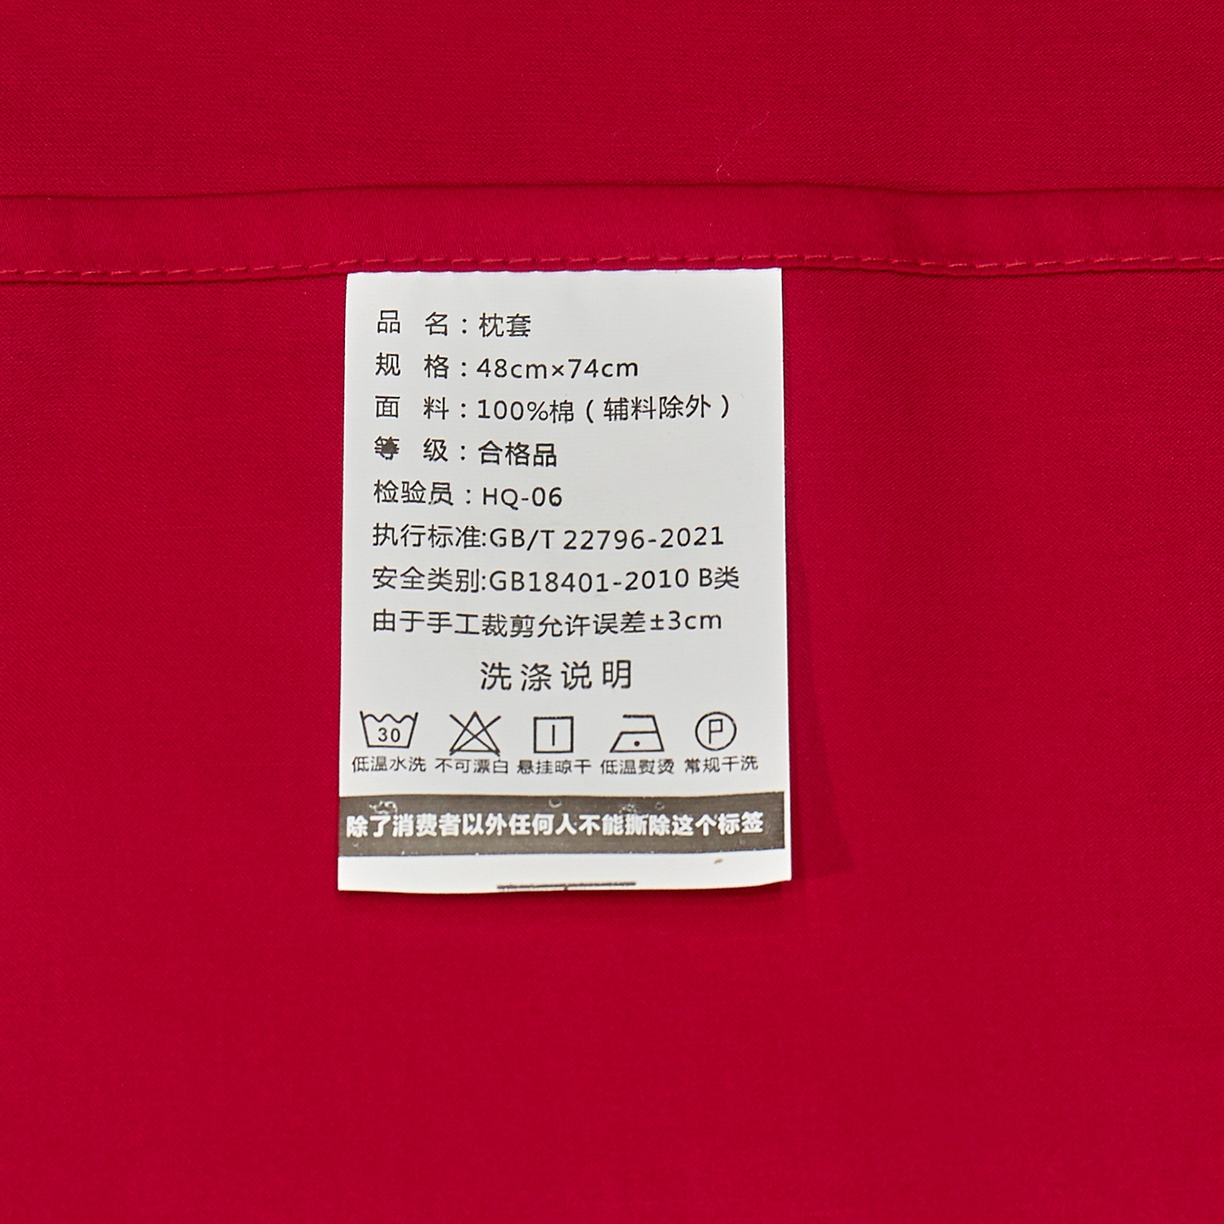 品 名：枕套
规 格：48cm×74cm
面 料：100%棉（辅料除外）
等 级：合格品
检验员：HQ-06
执行标准:GB/T 22796-2021
安全类别:GB18401-2010 B类
由于手工裁剪允许误差±3cm
洗涤说明
30 P
低温水洗 不可漂白 悬挂晾干 低温熨烫 常规干洗
除了消费者以外任何人不能撕除这个标签